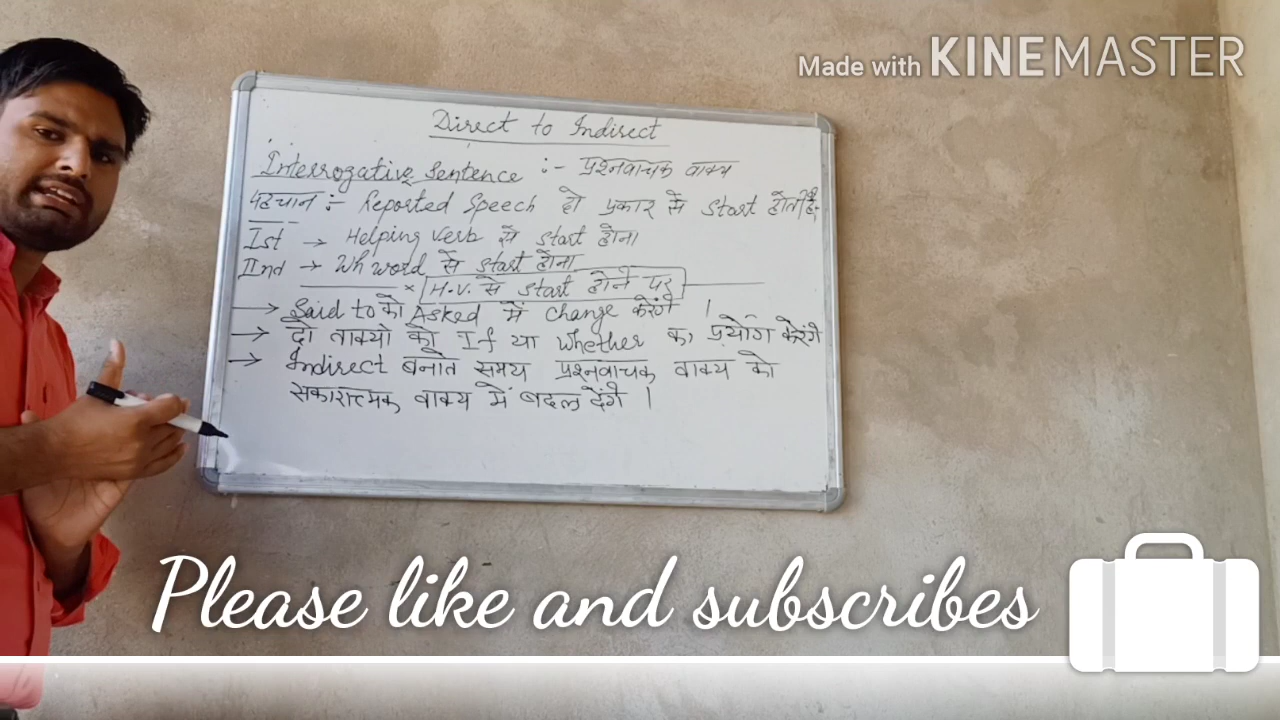 Made with KINEMASTER
Direct to Indirect
Interrogative Sentence :- प्रश्नवाचक वाक्य
पहचान :- Reported Speech दो प्रकार से start होती है-
Ist → Helping Verb से start होना
IInd → Wh word से start होना
× H.V. से start होने पर
→ Said to को Asked में change करेंगे ।
→ दो वाक्यो को If या whether का प्रयोग करेंगे
→ Indirect बनाते समय प्रश्नवाचक वाक्य को
सकारात्मक वाक्य में बदल देंगे ।
Please like and subscribes